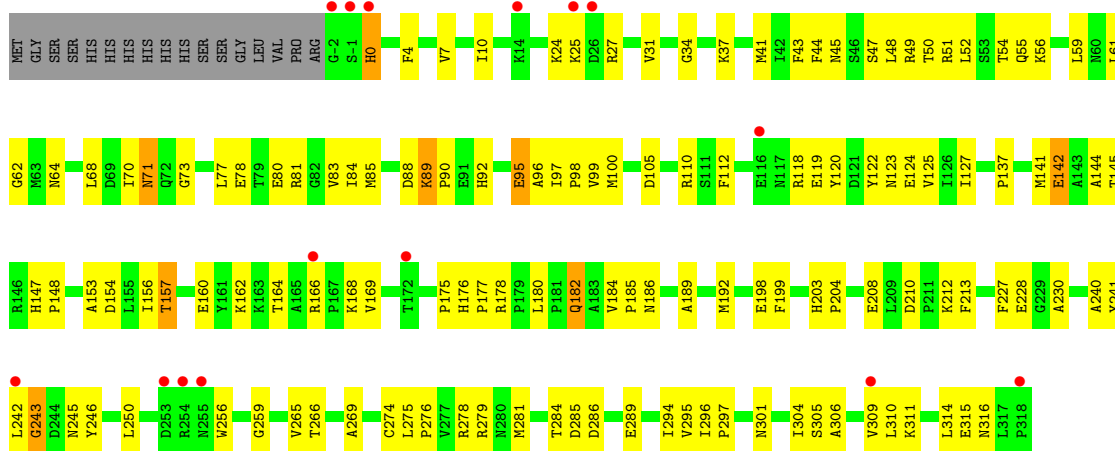 MET GLY SER SER HIS HIS HIS HIS HIS HIS SER SER GLY LEU VAL PRO ARG G-2 S-1 H0 F4 V7 I10 K14 K24 K25 D26 R27 V31 G34 K37 M41 I42 F43 F44 N45 S46 S47 L48 R49 T50 R51 L52 S53 T54 Q55 K56 L59 N60 L61
G62 M63 N64 L68 D69 I70 N71 Q72 G73 L77 E78 T79 E80 R81 G82 V83 I84 M85 D88 K89 P90 E91 H92 E95 A96 I97 P98 V99 M100 D105 R110 S111 F112 E116 N117 R118 E119 Y120 D121 Y122 N123 E124 V125 I126 I127 P137 M141 E142 A143 A144 T145
R146 H147 P148 A153 D154 L155 I156 T157 E160 Y161 K162 K163 T164 A165 R166 P167 K168 V169 T172 P175 H176 P177 R178 P179 L180 P181 Q182 A183 V184 P185 N186 A189 M192 E198 F199 H203 P204 E208 L209 D210 P211 K212 F213 F227 E228 G229 A230 A240 Y241
L242 G243 D244 N245 Y246 L250 D253 R254 N255 W256 G259 V265 T266 A269 C274 L275 P276 V277 R278 R279 N280 M281 T284 D285 D286 E289 I294 V295 I296 P297 N301 I304 S305 A306 V309 L310 K311 L314 E315 N316 L317 P318